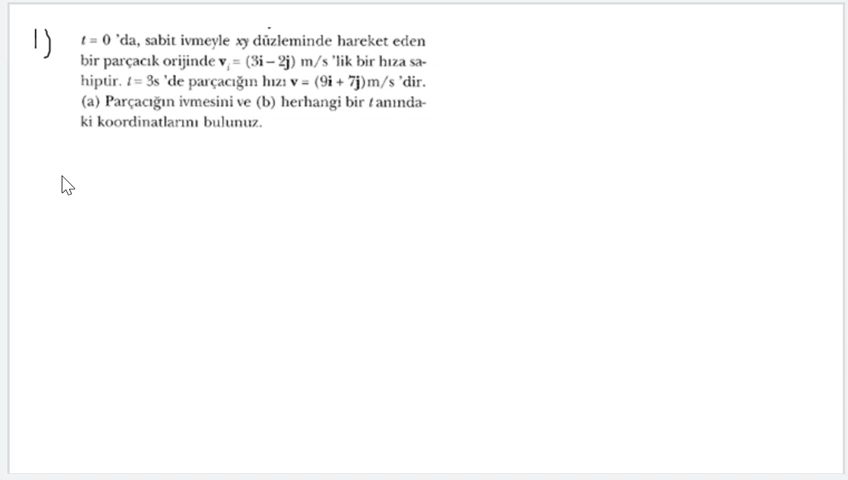 1) t = 0 'da, sabit ivmeyle xy düzleminde hareket eden
bir parçacık orijinde vᵢ = (3i – 2j) m/s 'lik bir hıza sa-
hiptir. t = 3s 'de parçacığın hızı v = (9i + 7j)m/s 'dir.
(a) Parçacığın ivmesini ve (b) herhangi bir t anında-
ki koordinatlarını bulunuz.